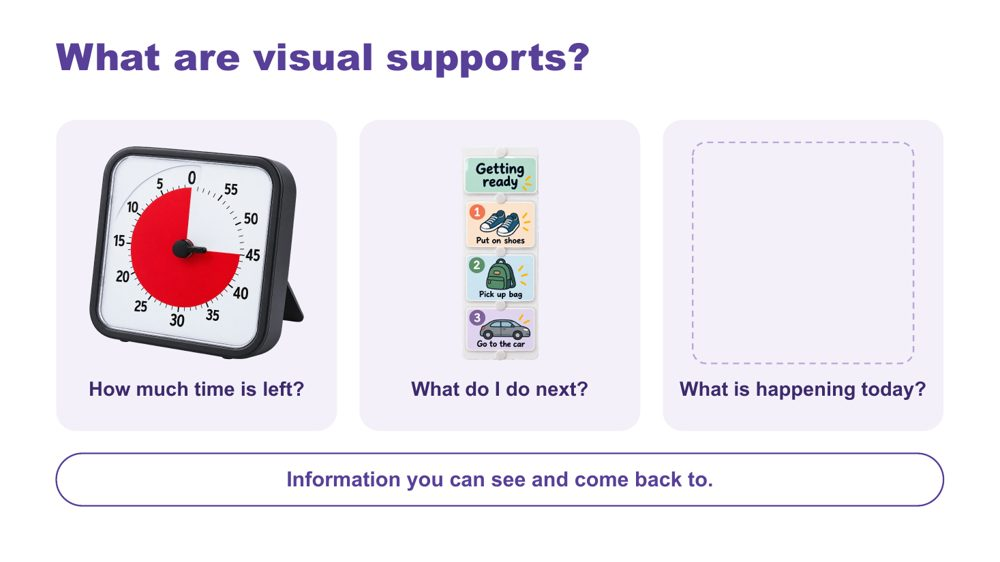 What are visual supports?
0
5
10
15
20
25
30
35
40
45
50
55
How much time is left?
Getting
ready
1
Put on shoes
2
Pick up bag
3
Go to the car
What do I do next?
What is happening today?
Information you can see and come back to.